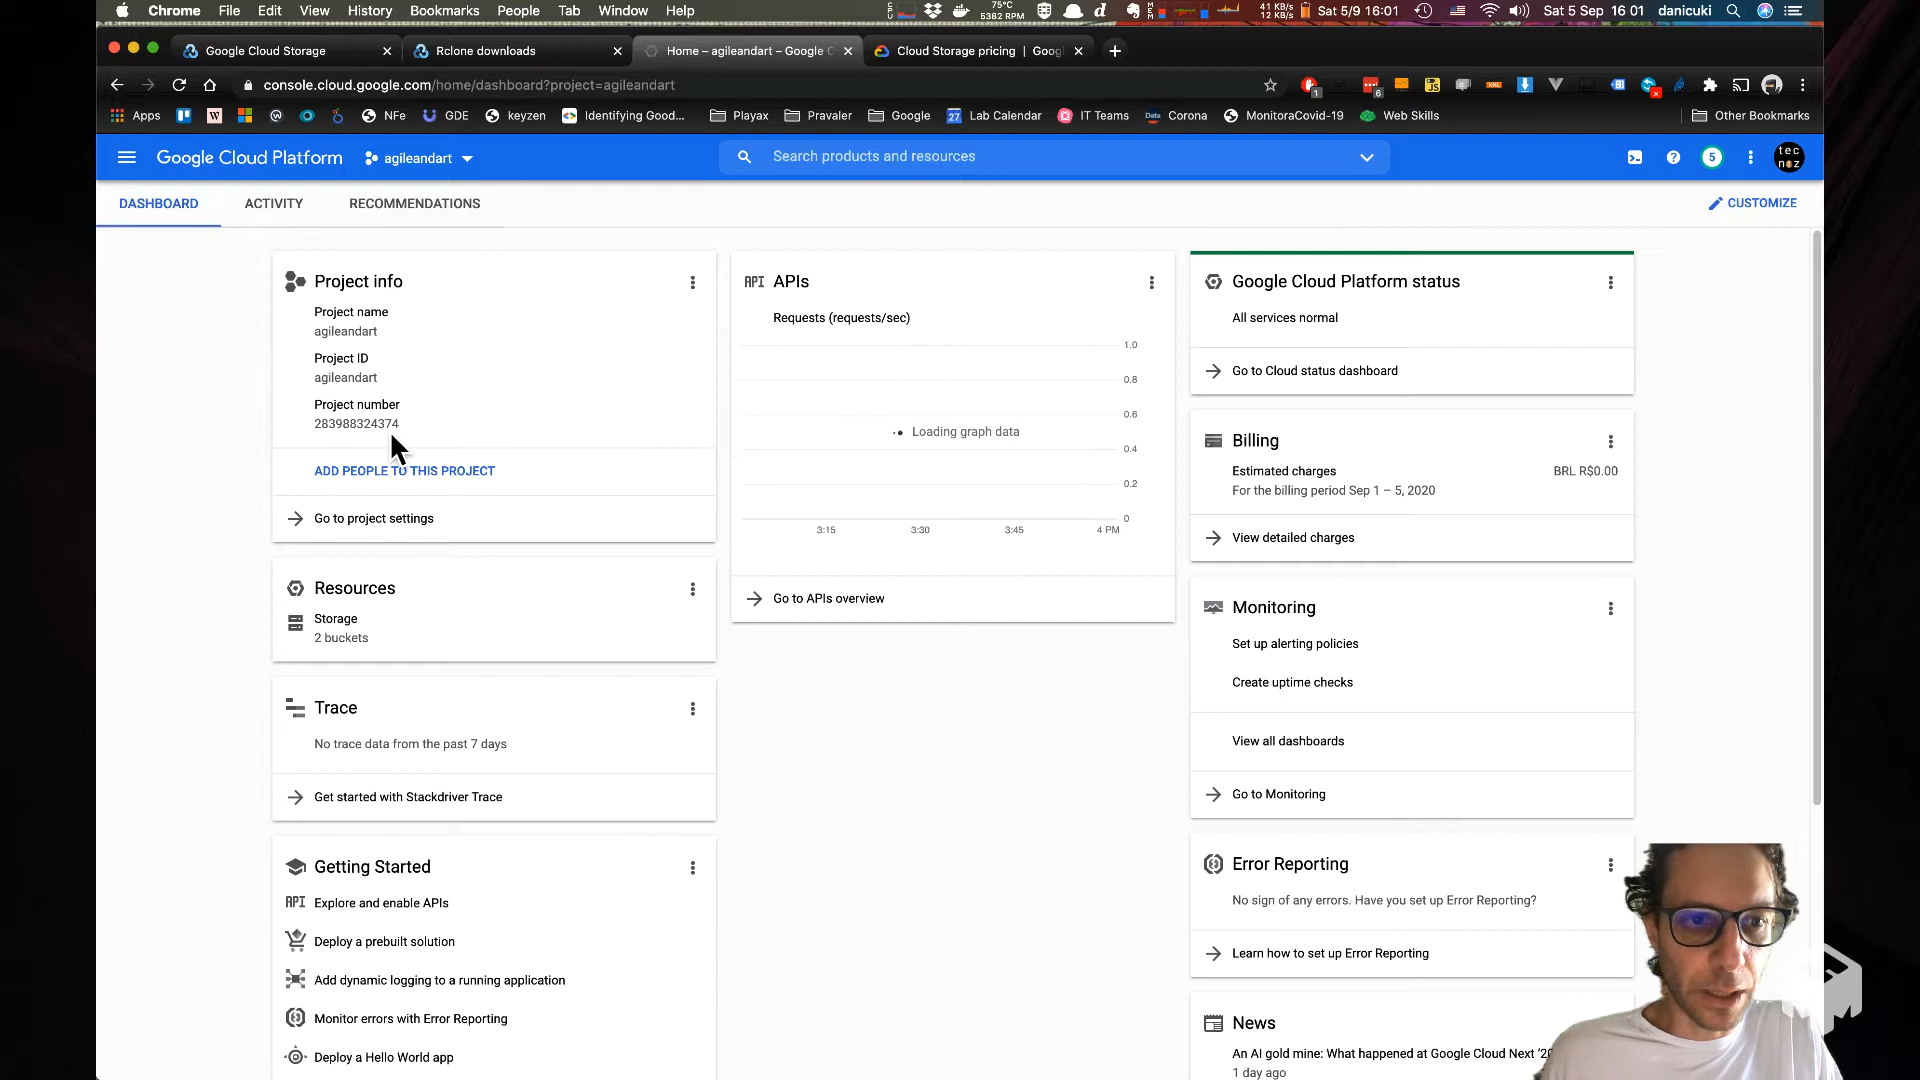 Chrome File Edit View History Bookmarks People Tab Window Help
75°C
5382 RPM
41 KB/s
12 KB/s
Sat 5/9 16:01
Sat 5 Sep 16 01 danicuki
Google Cloud Storage
Rclone downloads
Home – agileandart – Google C
Cloud Storage pricing | Goog
console.cloud.google.com/home/dashboard?project=agileandart
Apps
NFe
GDE
keyzen
Identifying Good...
Playax
Pravaler
Google
Lab Calendar
IT Teams
Corona
MonitoraCovid-19
Web Skills
Other Bookmarks
Google Cloud Platform
agileandart
Search products and resources
5
tec
DASHBOARD
ACTIVITY
RECOMMENDATIONS
CUSTOMIZE
Project info
Project name
agileandart
Project ID
agileandart
Project number
283988324374
ADD PEOPLE TO THIS PROJECT
Go to project settings
Resources
Storage
2 buckets
Trace
No trace data from the past 7 days
Get started with Stackdriver Trace
Getting Started
API Explore and enable APIs
Deploy a prebuilt solution
Add dynamic logging to a running application
Monitor errors with Error Reporting
Deploy a Hello World app
API APIs
Requests (requests/sec)
1.0
0.8
0.6
Loading graph data
0.4
0.2
0
3:15 3:30 3:45 4 PM
Go to APIs overview
Google Cloud Platform status
All services normal
Go to Cloud status dashboard
Billing
Estimated charges BRL R$0.00
For the billing period Sep 1 – 5, 2020
View detailed charges
Monitoring
Set up alerting policies
Create uptime checks
View all dashboards
Go to Monitoring
Error Reporting
No sign of any errors. Have you set up Error Reporting?
Learn how to set up Error Reporting
News
An AI gold mine: What happened at Google Cloud Next '20
1 day ago